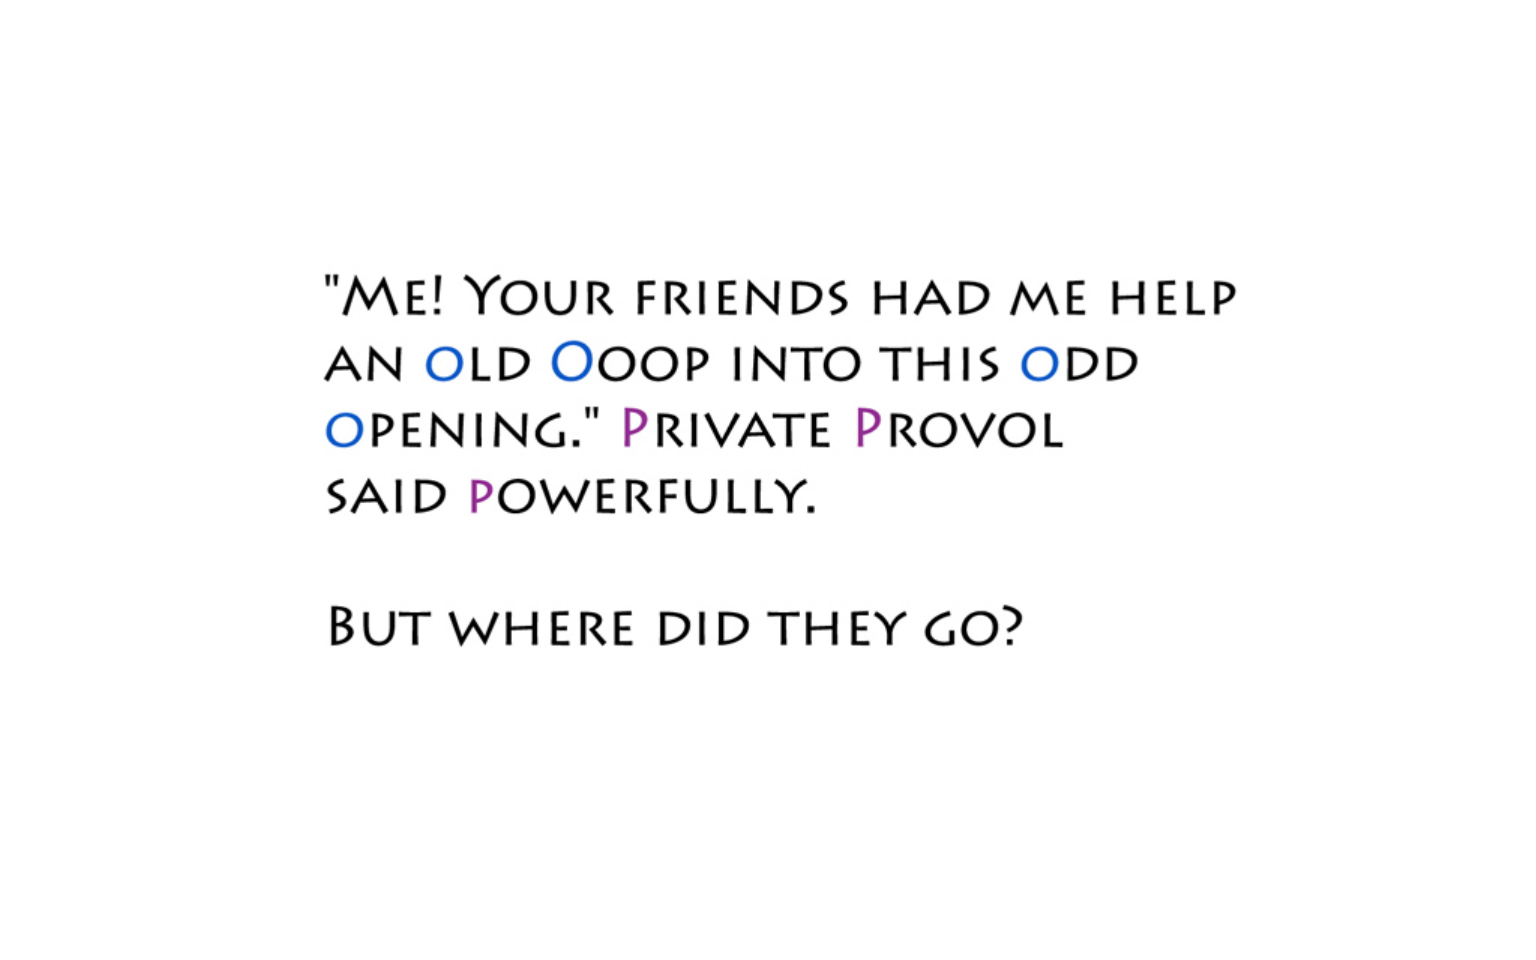 "Me! Your friends had me help
an old Ooop into this odd
opening." Private Provol
said powerfully.
But where did they go?